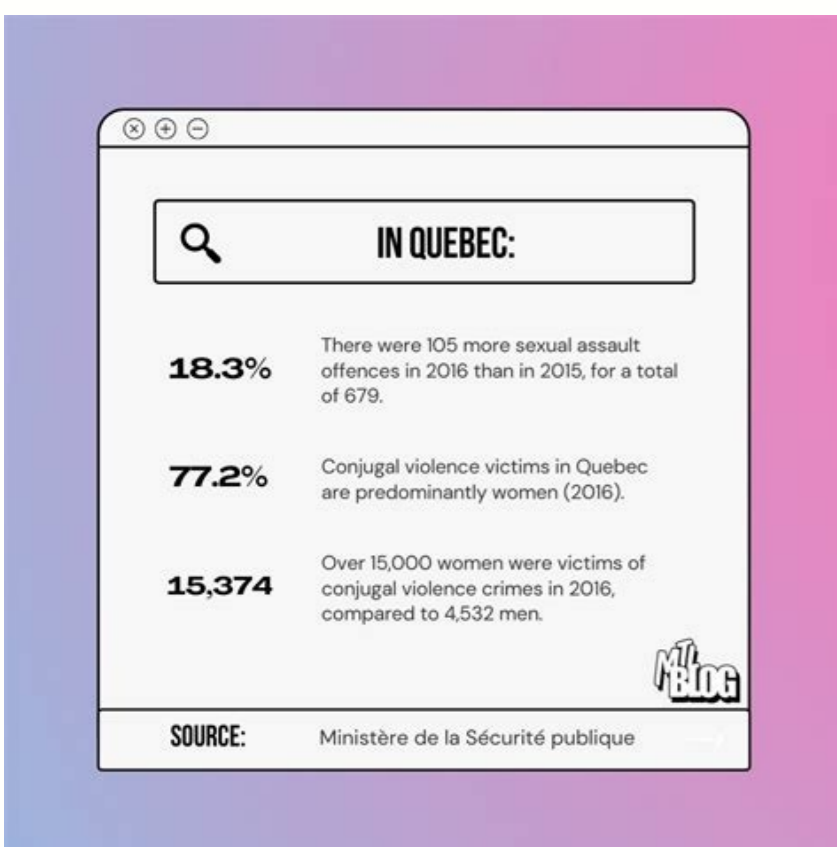 IN QUEBEC:
18.3%
There were 105 more sexual assault
offences in 2016 than in 2015, for a total
of 679.
77.2%
Conjugal violence victims in Quebec
are predominantly women (2016).
15,374
Over 15,000 women were victims of
conjugal violence crimes in 2016,
compared to 4,532 men.
MTL
BLOG
SOURCE:
Ministère de la Sécurité publique